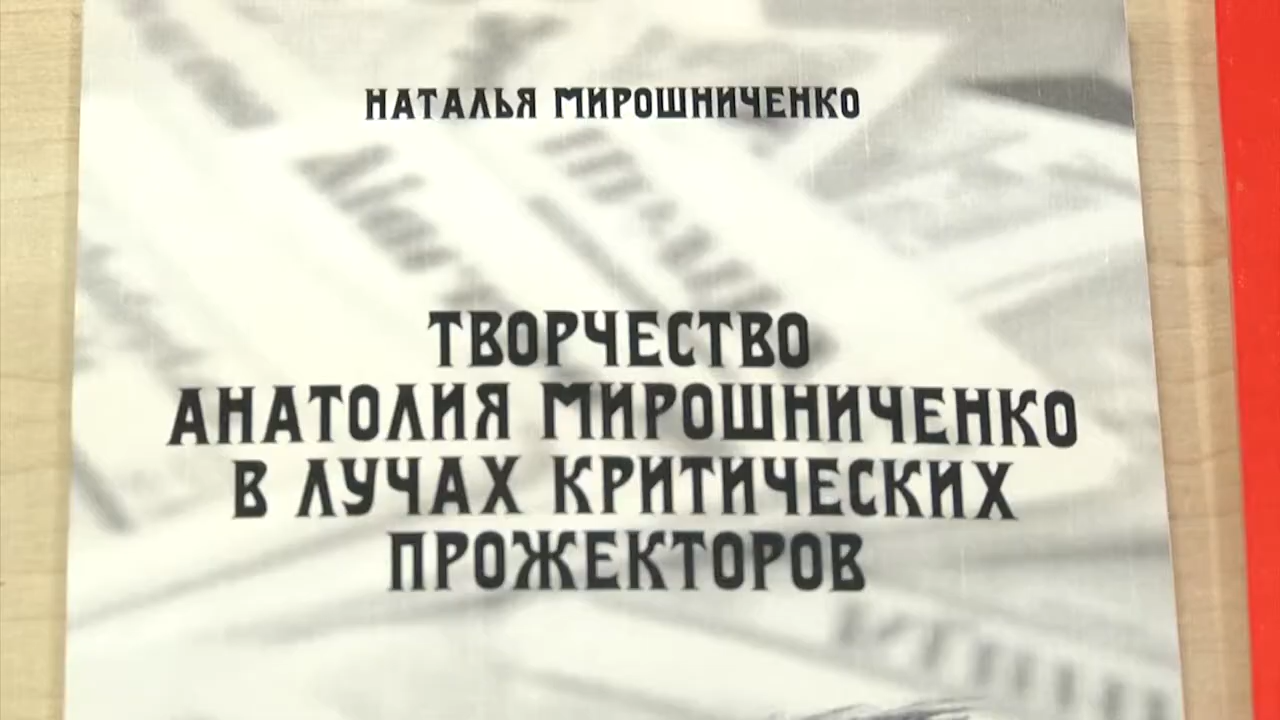 НАТАЛЬЯ МИРОШНИЧЕНКО
ТВОРЧЕСТВО
АНАТОЛИЯ МИРОШНИЧЕНКО
В ЛУЧАХ КРИТИЧЕСКИХ
ПРОЖЕКТОРОВ